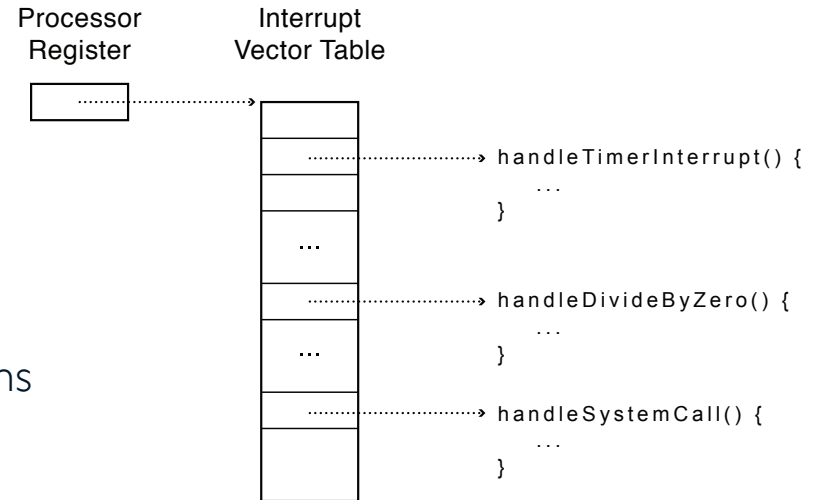 Processor
Register
Interrupt
Vector Table
handleTimerInterrupt() {
...
}
...
handleDivideByZero() {
...
}
...
handleSystemCall() {
...
}